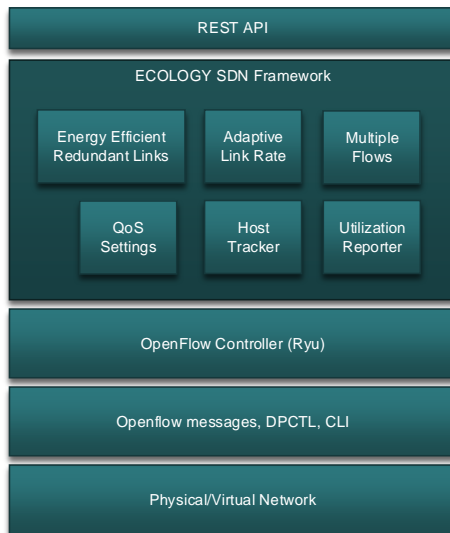 REST API
ECOLOGY SDN Framework
Energy Efficient
Redundant Links
Adaptive
Link Rate
Multiple
Flows
QoS
Settings
Host
Tracker
Utilization
Reporter
OpenFlow Controller (Ryu)
Openflow messages, DPCTL, CLI
Physical/Virtual Network